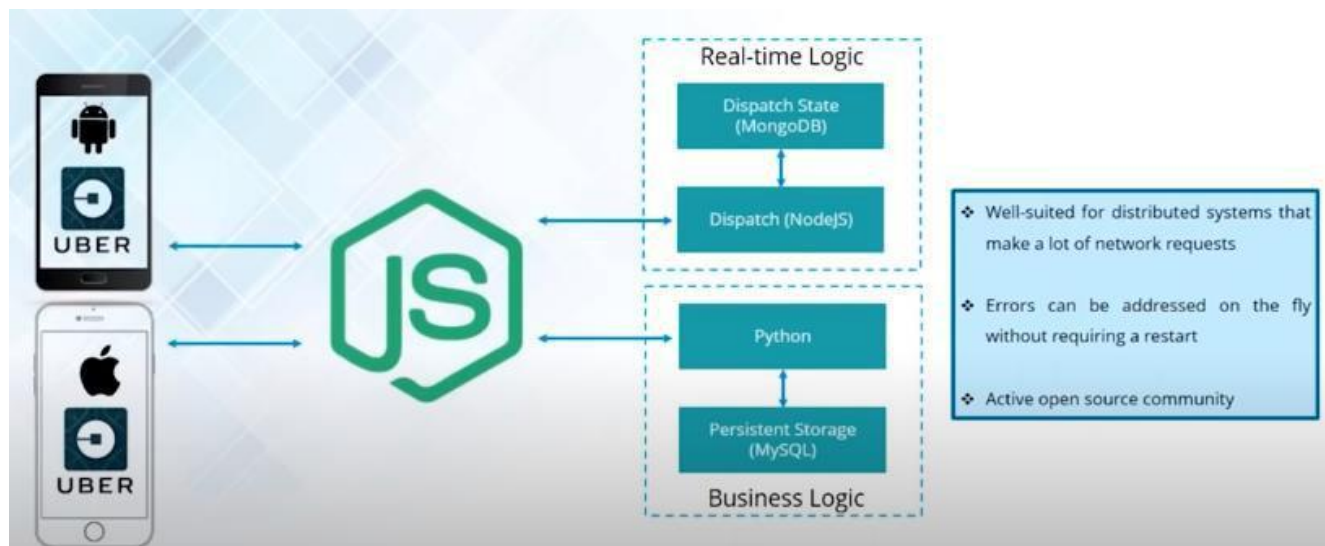 UBER
UBER
JS
Real-time Logic
Dispatch State
(MongoDB)
Dispatch (NodeJS)
Python
Persistent Storage
(MySQL)
Business Logic
❖ Well-suited for distributed systems that
make a lot of network requests
❖ Errors can be addressed on the fly
without requiring a restart
❖ Active open source community